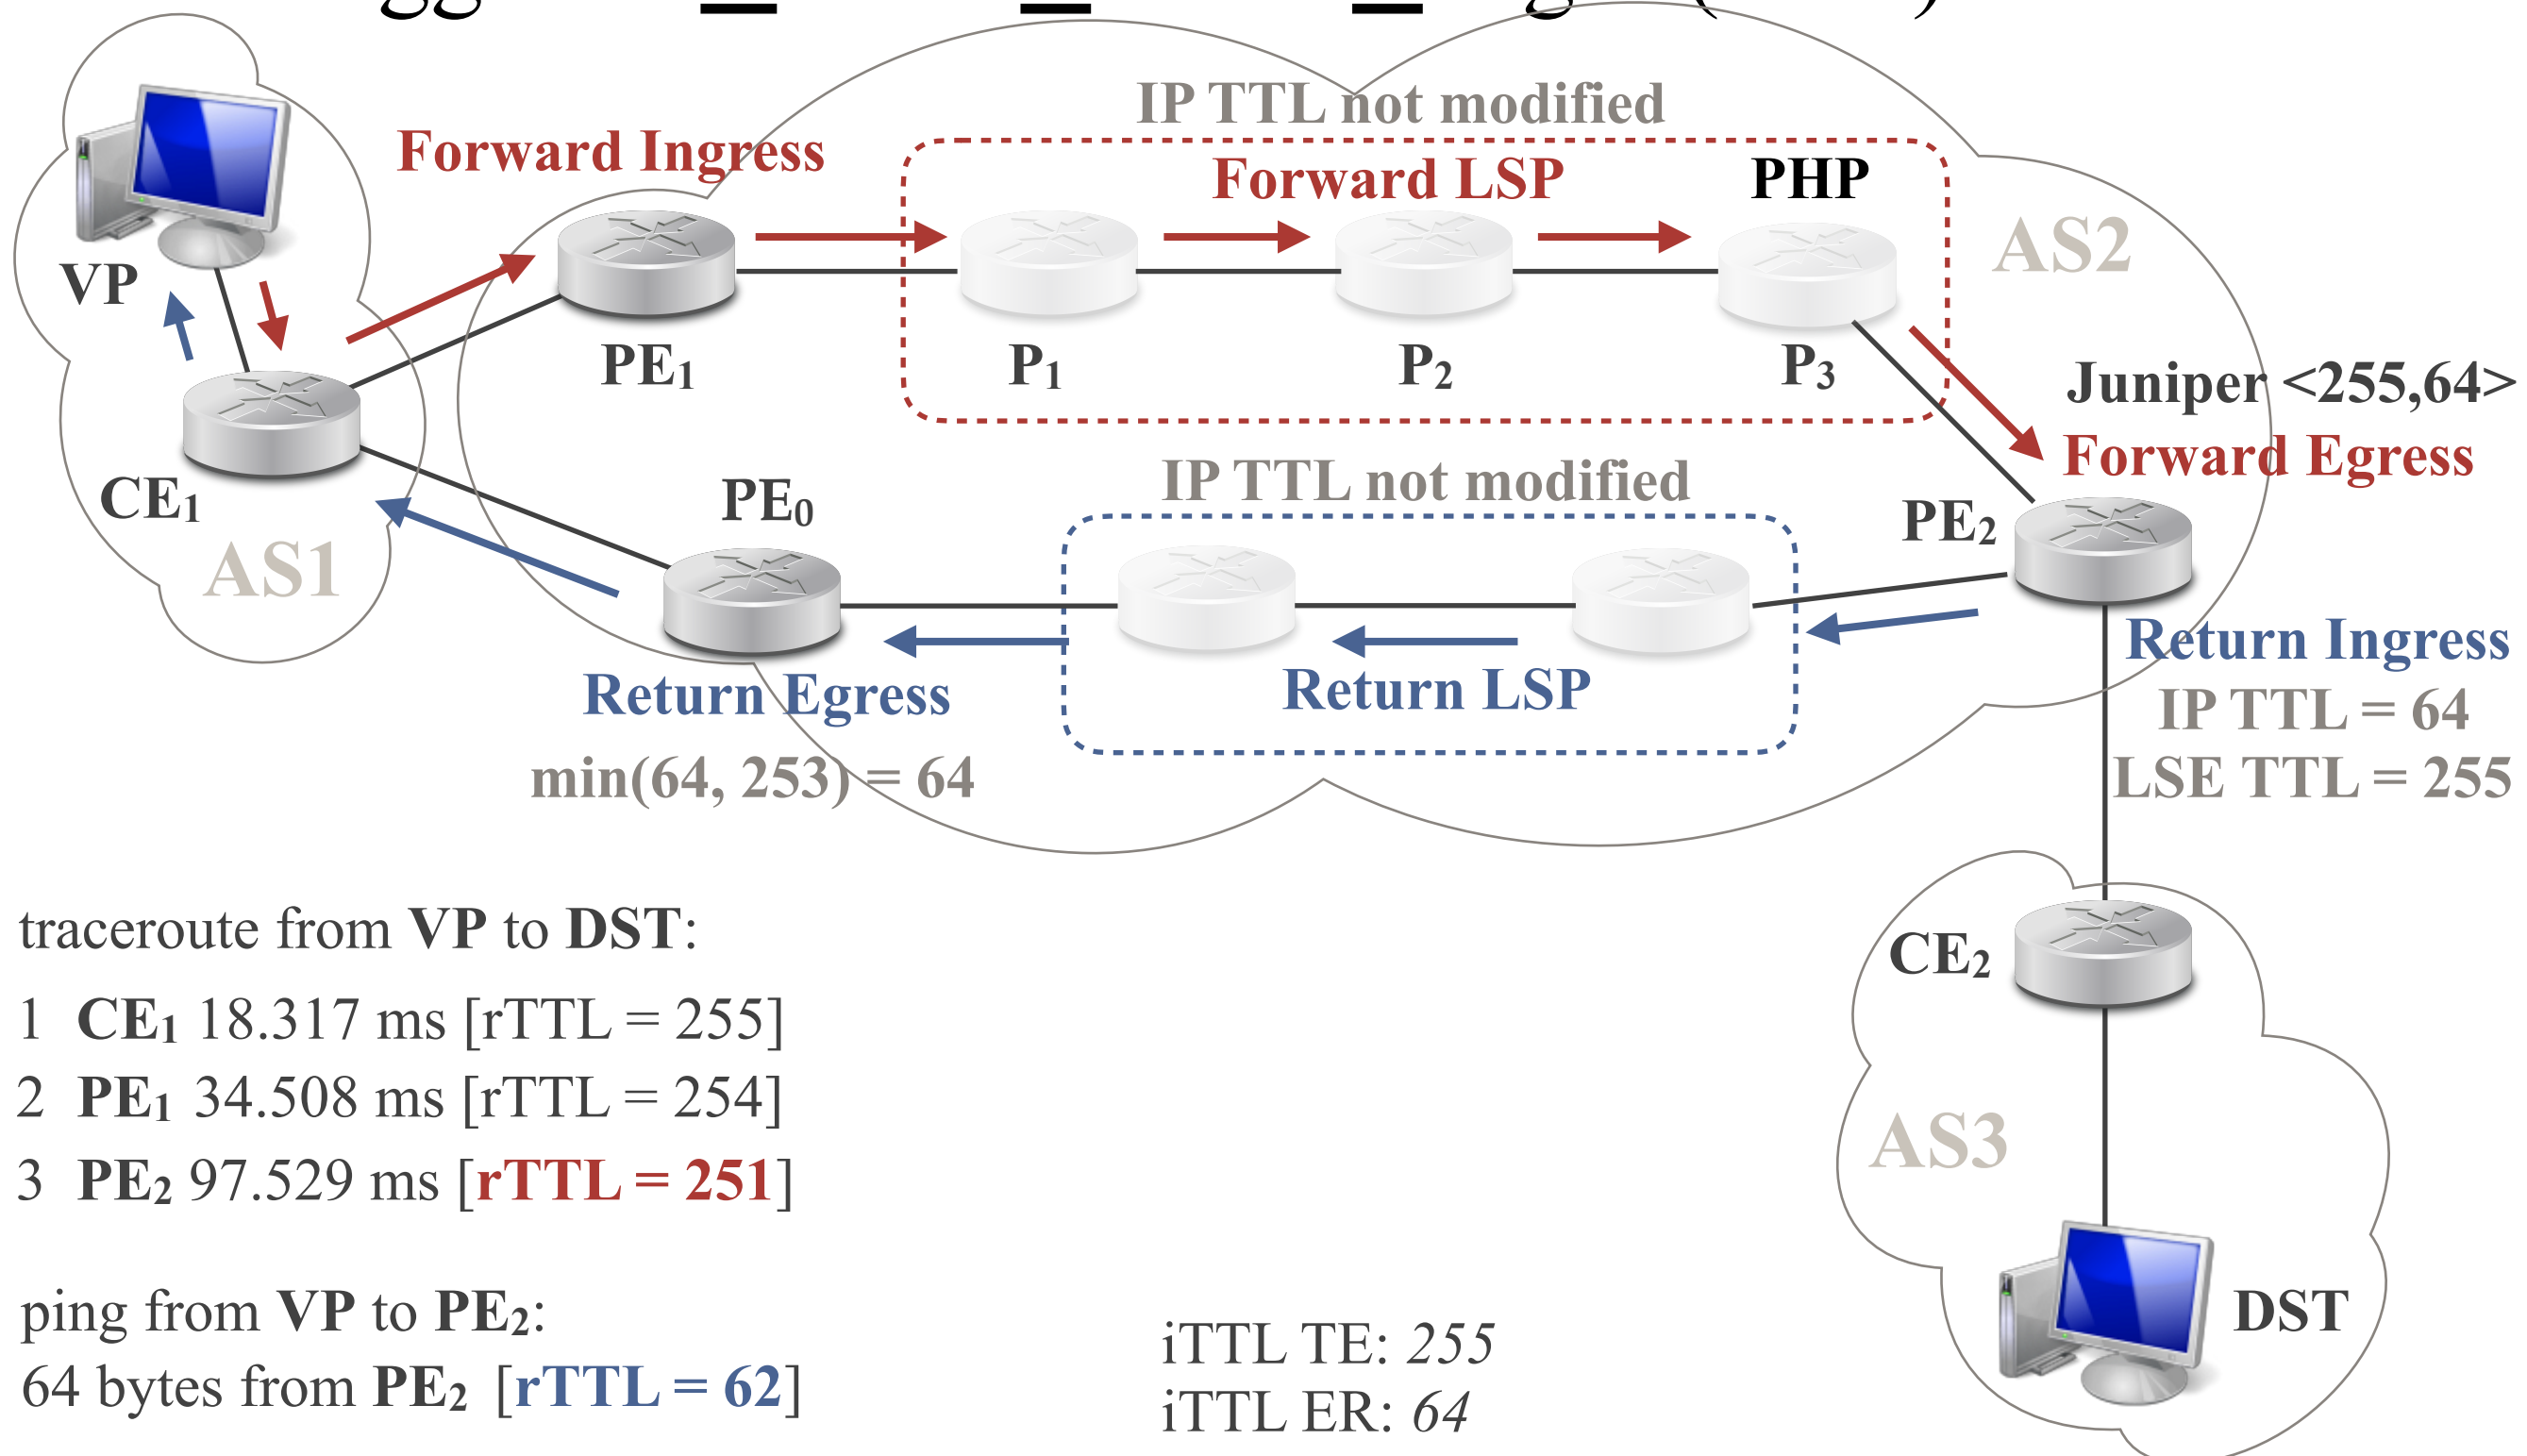 IP TTL not modified
Forward Ingress
Forward LSP
PHP
AS2
VP
PE1
P1
P2
P3
Juniper <255,64>
Forward Egress
CE1
PE0
IP TTL not modified
PE2
AS1
Return Ingress
Return Egress
Return LSP
IP TTL = 64
min(64, 253) = 64
LSE TTL = 255
traceroute from VP to DST:
1 CE1 18.317 ms [rTTL = 255]
2 PE1 34.508 ms [rTTL = 254]
3 PE2 97.529 ms [rTTL = 251]
CE2
AS3
ping from VP to PE2:
64 bytes from PE2 [rTTL = 62]
iTTL TE: 255
iTTL ER: 64
DST